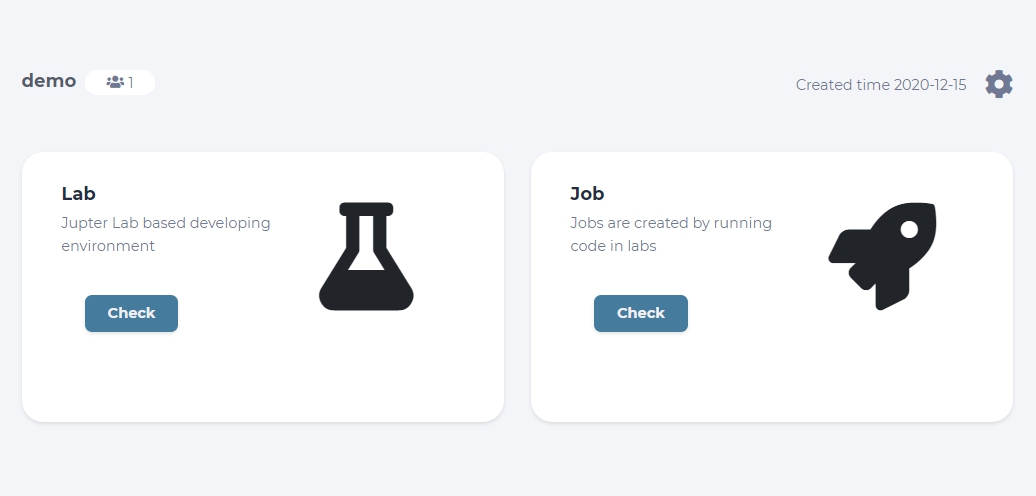 demo
1
Created time 2020-12-15
Lab
Jupter Lab based developing
environment
Check
Job
Jobs are created by running
code in labs
Check